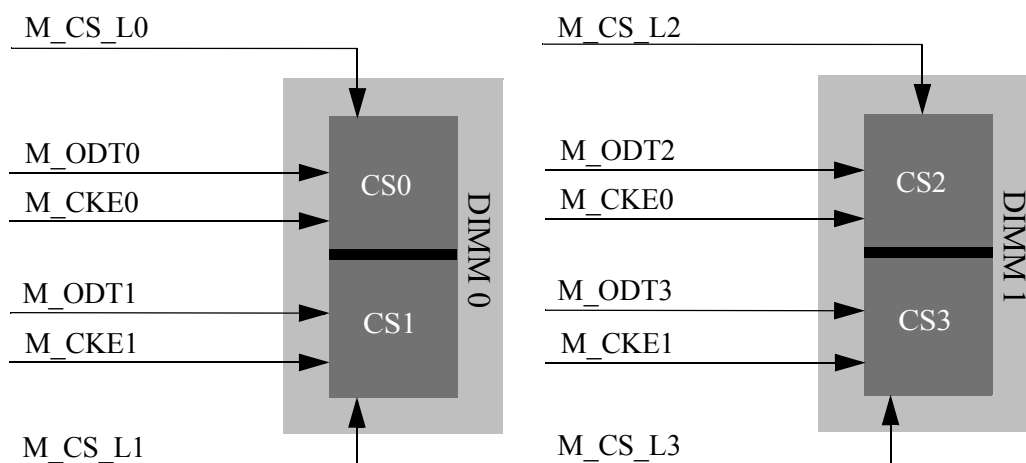 M_CS_L0
M_ODT0
M_CKE0
CS0
M_ODT1
M_CKE1
CS1
M_CS_L1
DIMM 0
M_CS_L2
M_ODT2
M_CKE0
CS2
M_ODT3
M_CKE1
CS3
M_CS_L3
DIMM 1